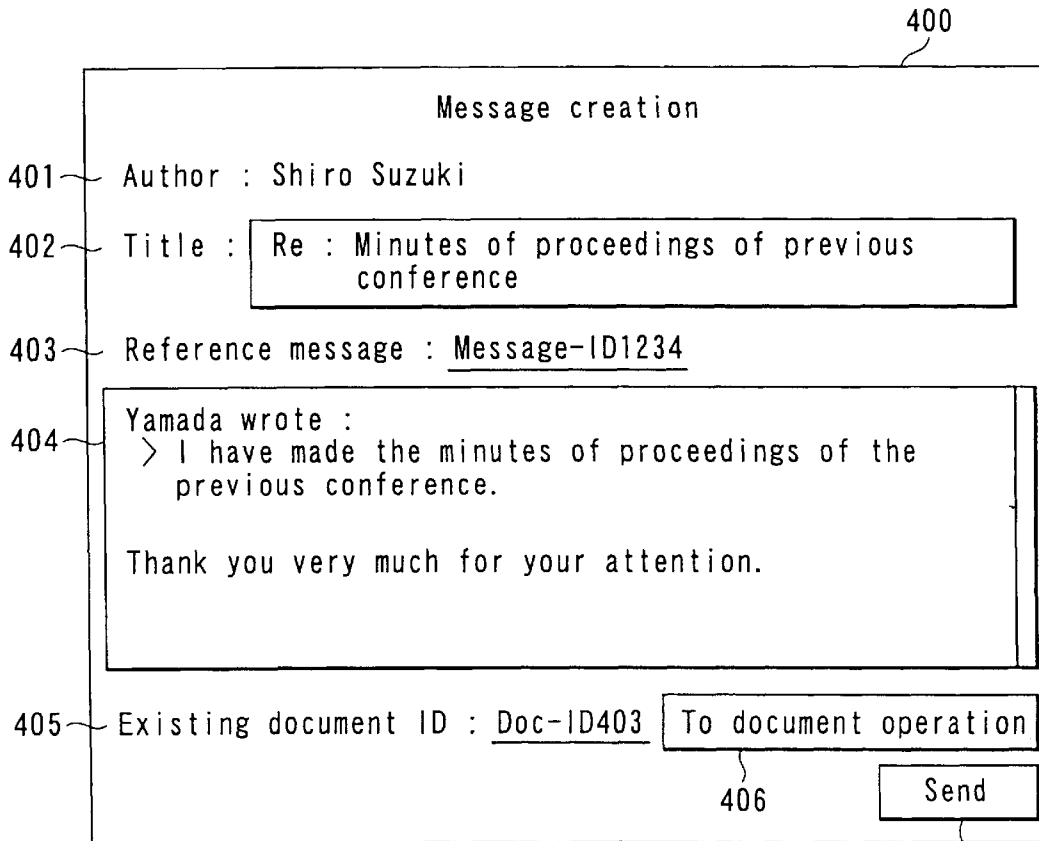 400
Message creation
401 Author : Shiro Suzuki
402 Title : Re : Minutes of proceedings of previous
conference
403 Reference message : Message-ID1234
404
Yamada wrote :
> I have made the minutes of proceedings of the
previous conference.
Thank you very much for your attention.
405 Existing document ID : Doc-ID403 To document operation
406
Send